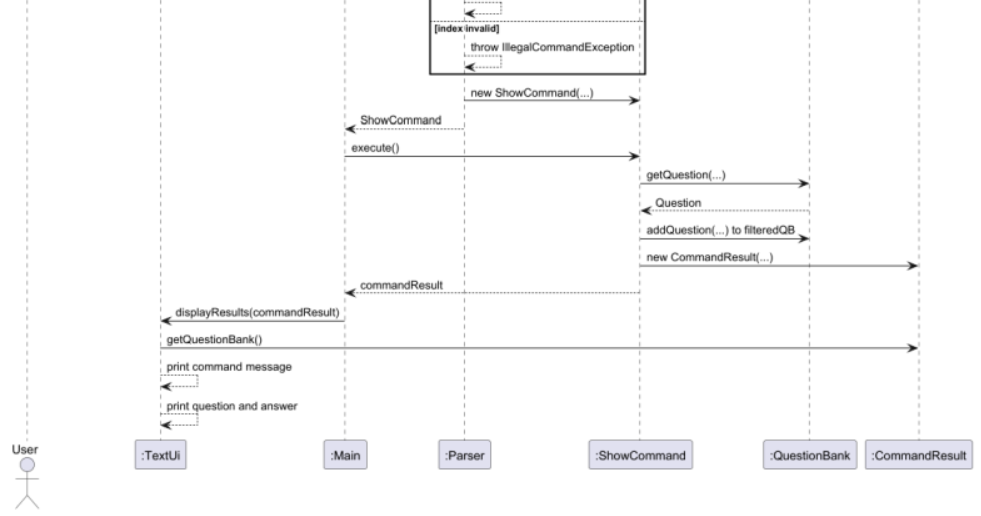 [index invalid]
throw IllegalCommandException
new ShowCommand(...)
ShowCommand
execute()
getQuestion(...)
Question
addQuestion(...) to filteredQB
new CommandResult(...)
commandResult
displayResults(commandResult)
getQuestionBank()
print command message
print question and answer
User
:TextUi
:Main
:Parser
:ShowCommand
:QuestionBank
:CommandResult